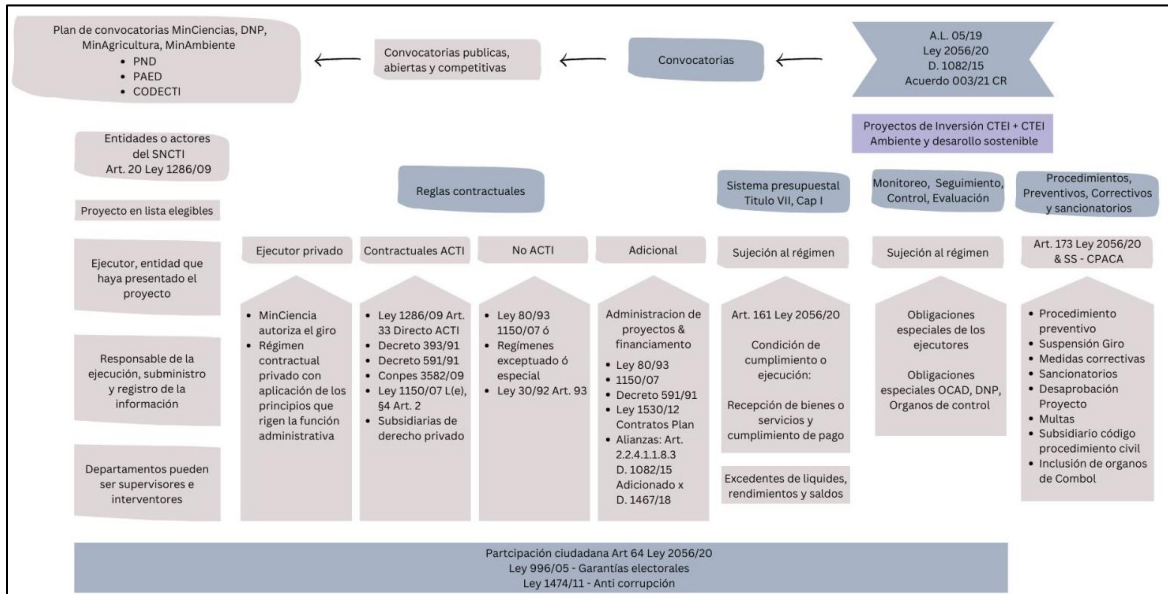 Plan de convocatorias MinCiencias, DNP,
MinAgricultura, MinAmbiente
• PND
• PAED
• CODECTI
Convocatorias publicas,
abiertas y competitivas
Convocatorias
A.L. 05/19
Ley 2056/20
D. 1082/15
Acuerdo 003/21 CR
Proyectos de Inversión CTEI + CTEI
Ambiente y desarollo sostenible
Entidades o actores
del SNCTI
Art. 20 Ley 1286/09
Reglas contractuales
Sistema presupuestal
Titulo VII, Cap I
Monitoreo, Seguimiento,
Control, Evaluación
Procedimientos,
Preventivos, Correctivos
y sancionatorios
Proyecto en lista elegibles
Ejecutor, entidad que
haya presentado el
proyecto
Responsable de la
ejecución, subministro
y registro de la
información
Departamentos pueden
ser supervisores e
interventores
Ejecutor privado
• MinCiencia
autoriza el giro
• Régimen
contractual
privado con
aplicación de los
principios que
rigen la función
administrativa
Contractuales ACTI
• Ley 1286/09 Art.
33 Directo ACTI
• Decreto 393/91
• Decreto 591/91
• Conpes 3582/09
• Ley 1150/07 L(e),
§4 Art. 2
• Subsidiarias de
derecho privado
No ACTI
• Ley 80/93
1150/07 ó
• Regímenes
exceptuado ó
especial
• Ley 30/92 Art. 93
Adicional
Administracion de
proyectos &
financiamento
• Ley 80/93
• 1150/07
• Decreto 591/91
• Ley 1530/12
Contratos Plan
• Alianzas: Art.
2.2.4.1.1.8.3
D. 1082/15
Adicionado x
D. 1467/18
Sujeción al régimen
Art. 161 Ley 2056/20
Condición de
cumplimiento o
ejecución:
Recepción de bienes o
servicios y
cumplimiento de pago
Excedentes de liquides,
rendimientos y saldos
Sujeción al régimen
Obligaciones
especiales de los
ejecutores
Obligaciones
especiales OCAD, DNP,
Organos de control
Art. 173 Ley 2056/20
& SS - CPACA
• Procedimiento
preventivo
• Suspensión Giro
• Medidas correctivas
• Sancionatorios
• Desaprobación
Proyecto
• Multas
• Subsidiario código
procedimiento civil
• Inclusión de organos
de Combol
Partcipación ciudadana Art 64 Ley 2056/20
Ley 996/05 - Garantías electorales
Ley 1474/11 - Anti corrupción